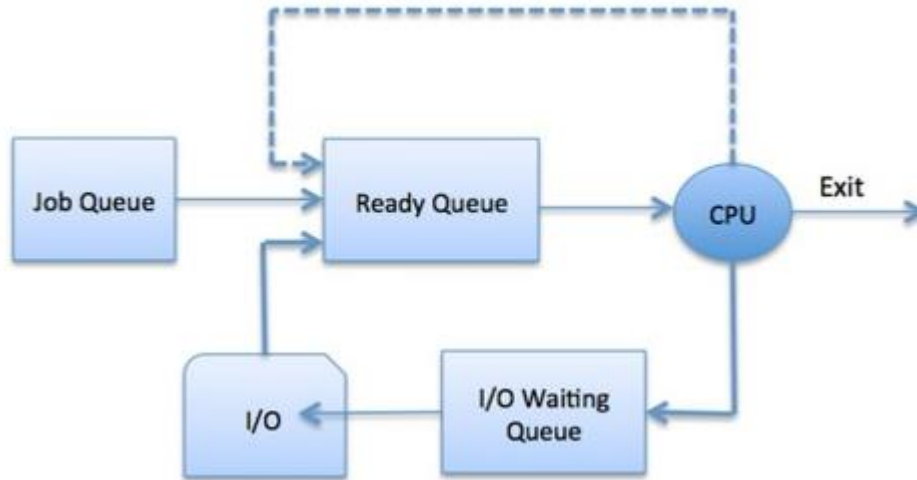 Job Queue
Ready Queue
CPU
Exit
I/O
I/O Waiting
Queue